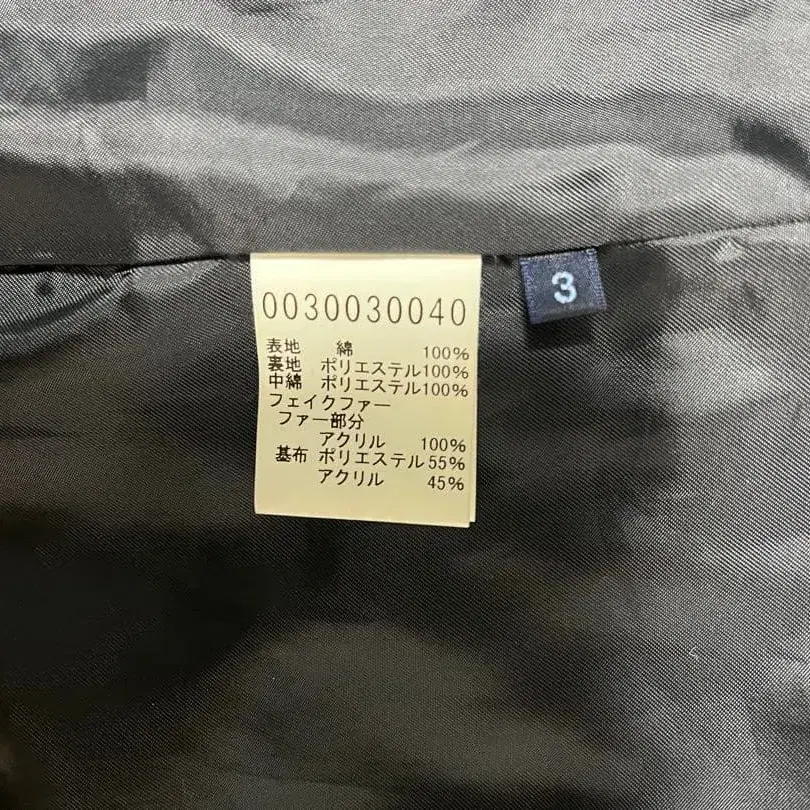 0030030040
表地 綿 100%
裏地 ポリエステル100%
中綿 ポリエステル100%
フェイクファー
ファー部分
アクリル 100%
基布 ポリエステル55%
アクリル 45%
3